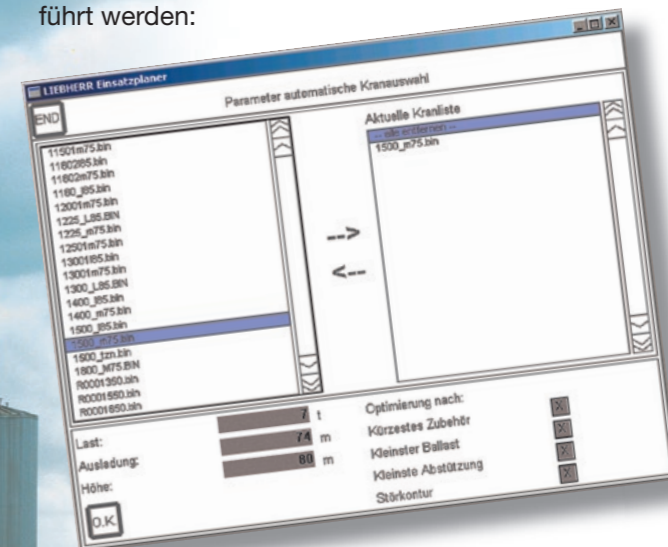 führt werden:
LIEBHERR Einsatzplaner
END
Parameter automatische Kranauswahl
11501m75.bin
11602l85.bin
11602m75.bin
1160_l85.bin
12001m75.bin
1225_L85.BIN
1225_m75.bin
12501m75.bin
13001l85.bin
13001m75.bin
1300_L85.BIN
1400_l85.bin
1400_m75.bin
1500_l85.bin
1500_m75.bin
1500_tzn.bin
1800_M75.BIN
R0001350.bin
R0001550.bin
R0001650.bin
-->
<--
Aktuelle Kranliste
-- alle entfernen --
1500_m75.bin
Last:
7 t
Ausladung:
74 m
Höhe:
80 m
O.K.
Optimierung nach:
Kürzestes Zubehör
X
Kleinster Ballast
X
Kleinste Abstützung
X
Störkontur
X